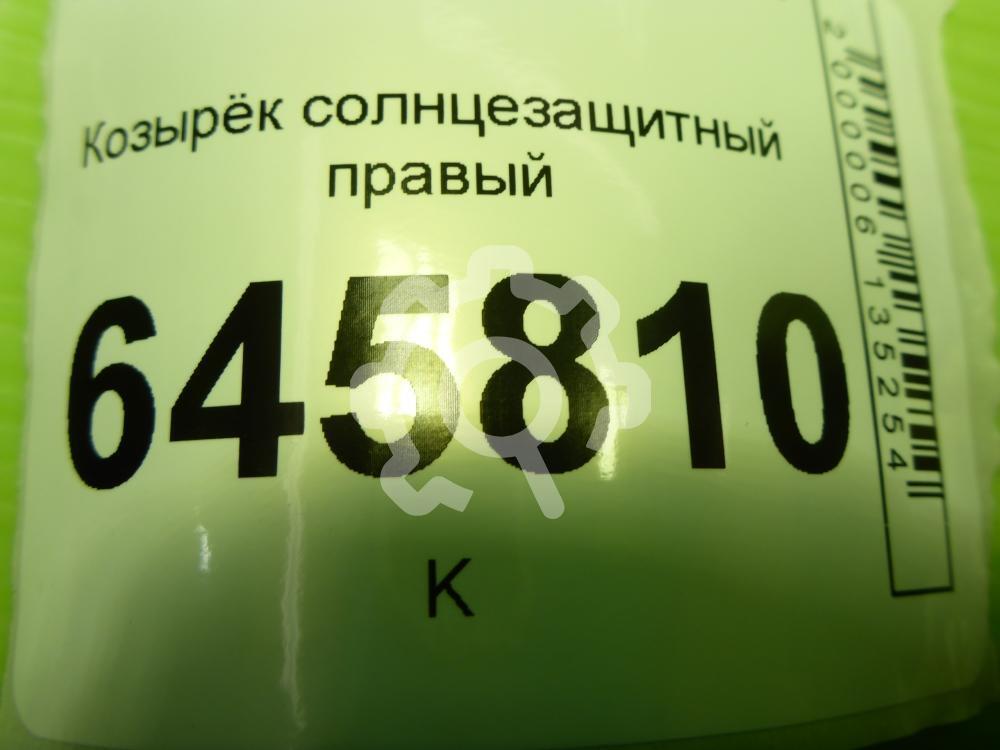 Козырёк солнцезащитный
правый
645810
К
2000006135254